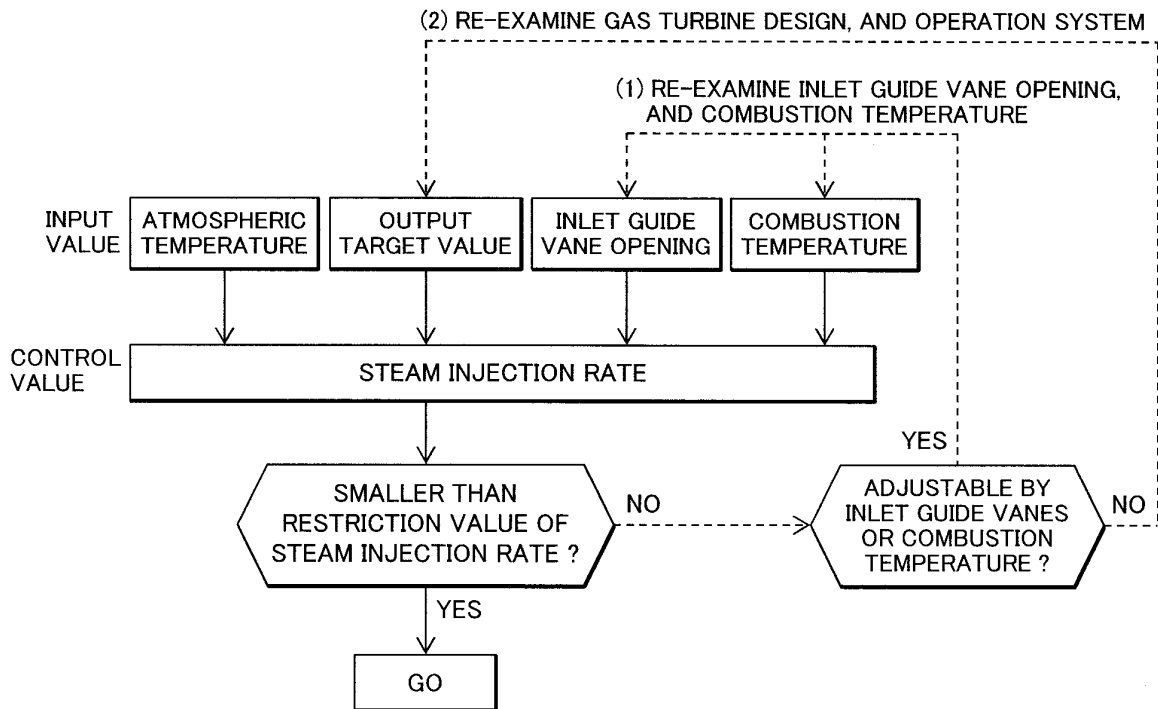 (2) RE-EXAMINE GAS TURBINE DESIGN, AND OPERATION SYSTEM
(1) RE-EXAMINE INLET GUIDE VANE OPENING,
AND COMBUSTION TEMPERATURE
INPUT
VALUE
ATMOSPHERIC
TEMPERATURE
OUTPUT
TARGET VALUE
INLET GUIDE
VANE OPENING
COMBUSTION
TEMPERATURE
CONTROL
VALUE
STEAM INJECTION RATE
SMALLER THAN
RESTRICTION VALUE OF
STEAM INJECTION RATE ?
NO
YES
ADJUSTABLE BY
INLET GUIDE VANES
OR COMBUSTION
TEMPERATURE ?
NO
YES
GO